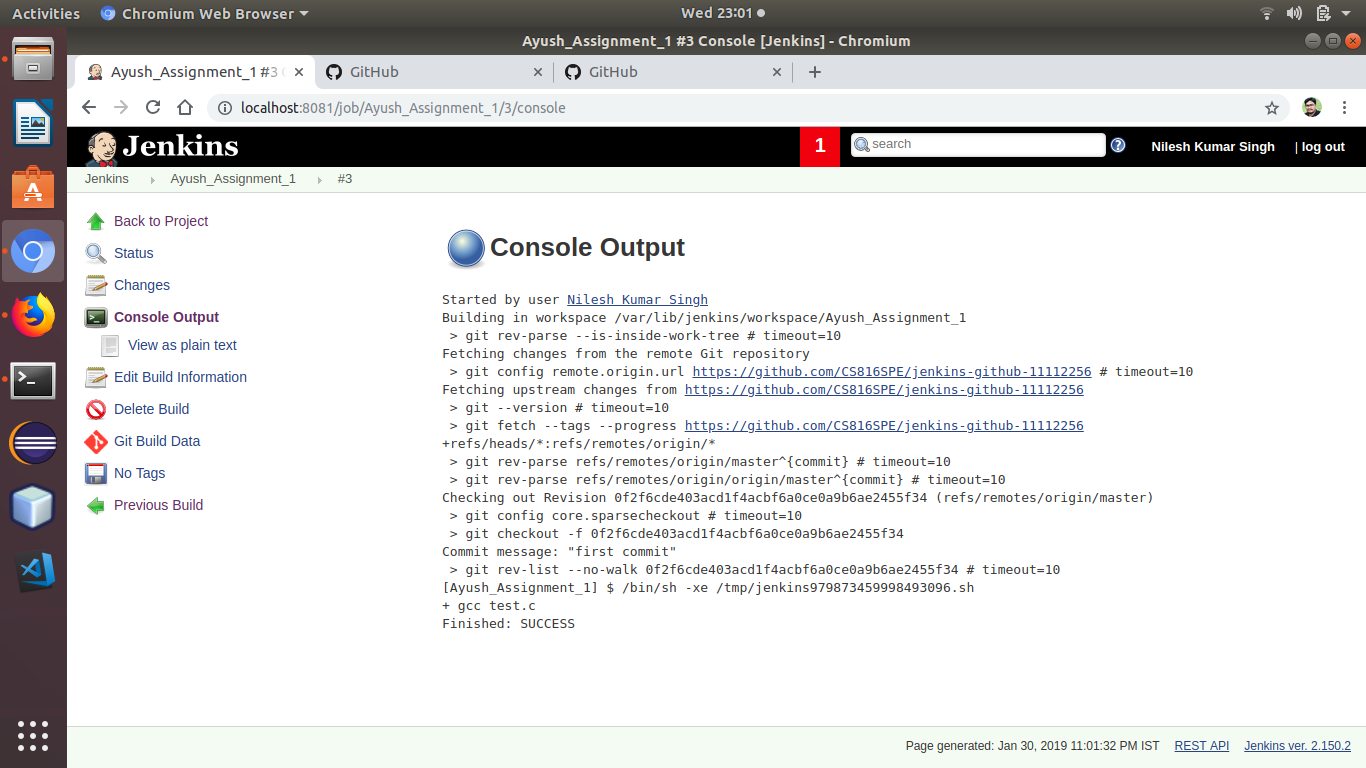 Activities Chromium Web Browser Wed 23:01
Ayush_Assignment_1 #3 Console [Jenkins] - Chromium
Ayush_Assignment_1 #3 GitHub GitHub
localhost:8081/job/Ayush_Assignment_1/3/console
Jenkins 1 search Nilesh Kumar Singh | log out
Jenkins Ayush_Assignment_1 #3
Back to Project
Status
Changes
Console Output
View as plain text
Edit Build Information
Delete Build
Git Build Data
No Tags
Previous Build
Console Output
Started by user Nilesh Kumar Singh
Building in workspace /var/lib/jenkins/workspace/Ayush_Assignment_1
> git rev-parse --is-inside-work-tree # timeout=10
Fetching changes from the remote Git repository
> git config remote.origin.url https://github.com/CS816SPE/jenkins-github-11112256 # timeout=10
Fetching upstream changes from https://github.com/CS816SPE/jenkins-github-11112256
> git --version # timeout=10
> git fetch --tags --progress https://github.com/CS816SPE/jenkins-github-11112256
+refs/heads/*:refs/remotes/origin/*
> git rev-parse refs/remotes/origin/master^{commit} # timeout=10
> git rev-parse refs/remotes/origin/origin/master^{commit} # timeout=10
Checking out Revision 0f2f6cde403acd1f4acbf6a0ce0a9b6ae2455f34 (refs/remotes/origin/master)
> git config core.sparsecheckout # timeout=10
> git checkout -f 0f2f6cde403acd1f4acbf6a0ce0a9b6ae2455f34
Commit message: "first commit"
> git rev-list --no-walk 0f2f6cde403acd1f4acbf6a0ce0a9b6ae2455f34 # timeout=10
[Ayush_Assignment_1] $ /bin/sh -xe /tmp/jenkins979873459998493096.sh
+ gcc test.c
Finished: SUCCESS
Page generated: Jan 30, 2019 11:01:32 PM IST REST API Jenkins ver. 2.150.2